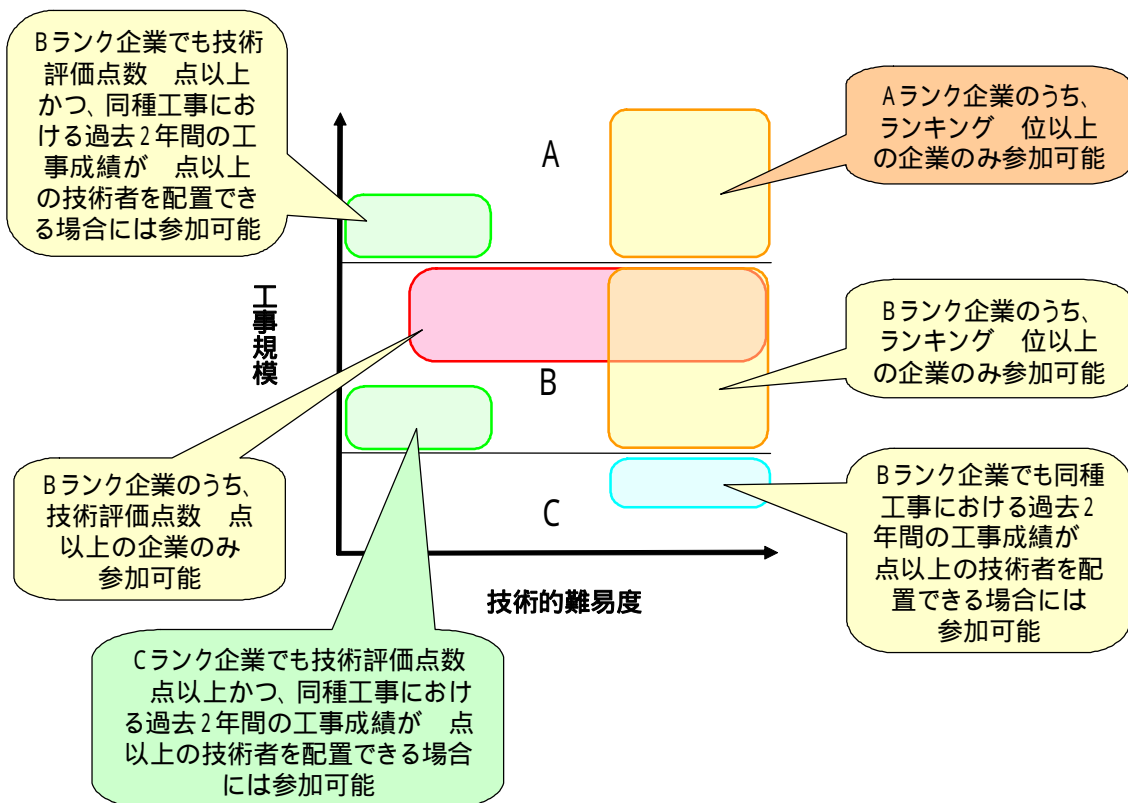 Bランク企業でも技術
評価点数　点以上
かつ、同種工事にお
ける過去2年間の工
事成績が　点以上
の技術者を配置でき
る場合には参加可能
Aランク企業のうち、
ランキング　位以上
の企業のみ参加可能
A
工事規模
Bランク企業のうち、
ランキング　位以上
の企業のみ参加可能
B
Bランク企業のうち、
技術評価点数　点
以上の企業のみ
参加可能
C
Bランク企業でも同種
工事における過去2
年間の工事成績が
点以上の技術者を配
置できる場合には
参加可能
技術的難易度
Cランク企業でも技術評価点数
点以上かつ、同種工事におけ
る過去2年間の工事成績が　点
以上の技術者を配置できる場合
には参加可能